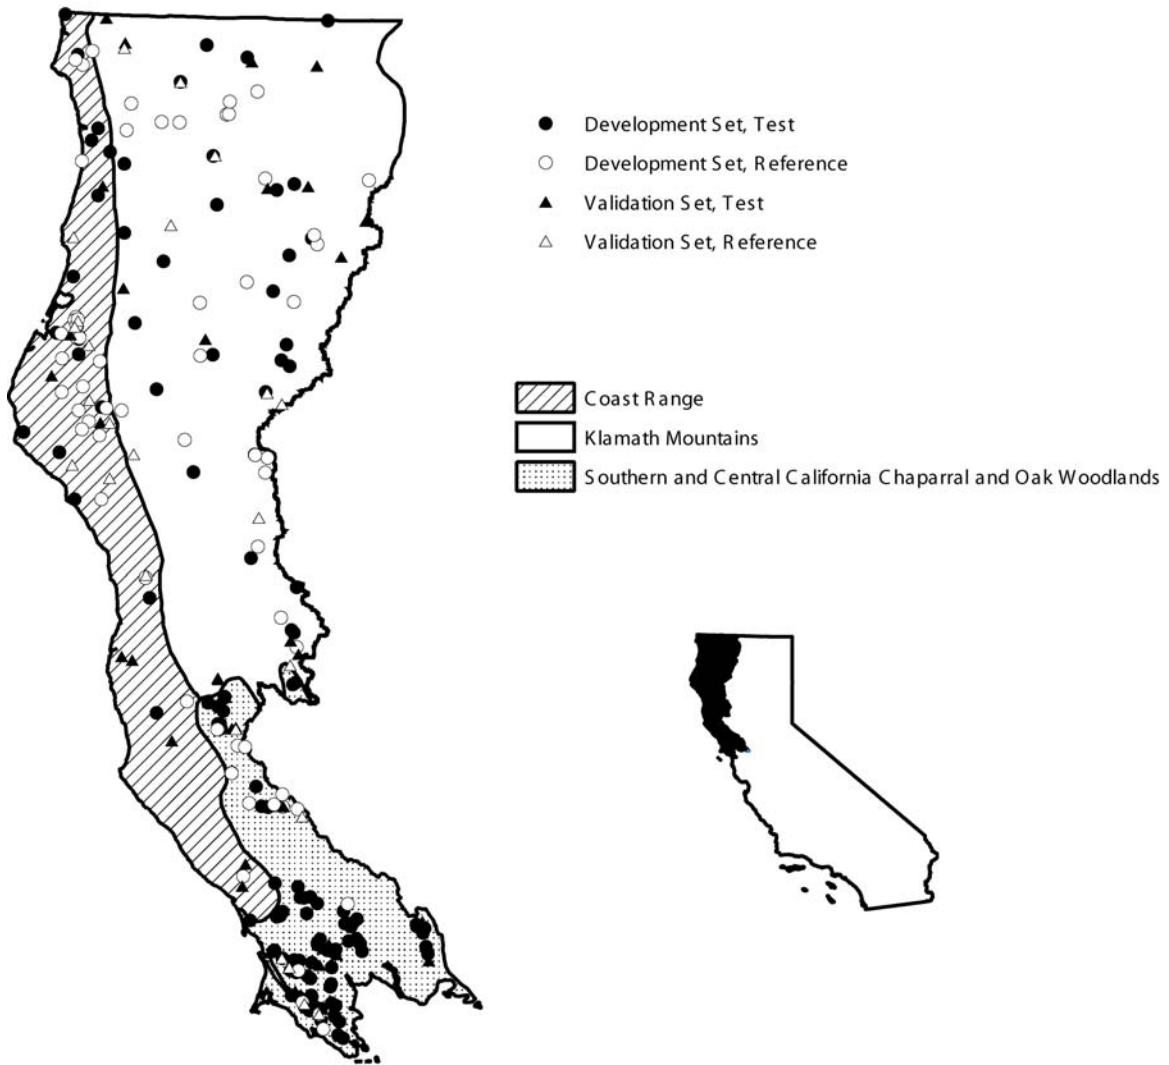 Development Set, Test
Development Set, Reference
Validation Set, Test
Validation Set, Reference
Coast Range
Klamath Mountains
Southern and Central California Chaparral and Oak Woodlands